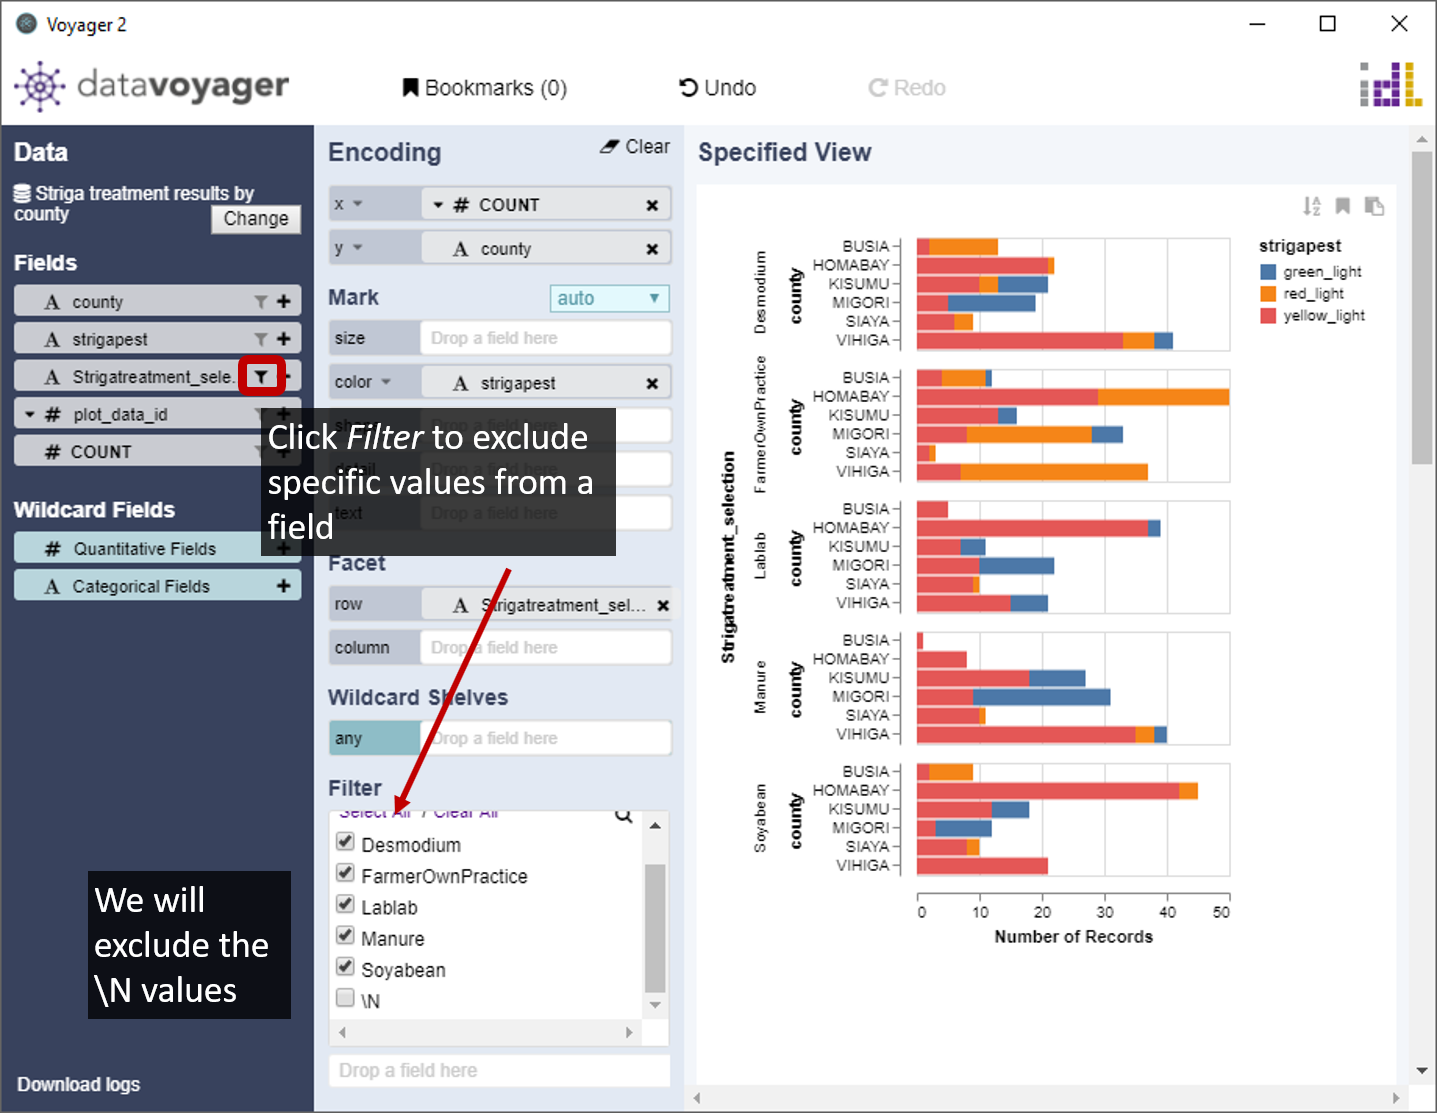 Voyager 2
datavoyager
Bookmarks (0)
Undo
Redo
idl
Data
Striga treatment results by
county
Change
Fields
A county
A strigapest
A Strigatreatment_sele.
# plot_data_id
# COUNT
Wildcard Fields
# Quantitative Fields
A Categorical Fields
Download logs
Encoding
Clear
x # COUNT
y A county
Mark
auto
size Drop a field here
color A strigapest
Click Filter to exclude
specific values from a
field
detail
text Drop a field here
Facet
row A Strigatreatment_sel...
column Drop a field here
Wildcard Shelves
any Drop a field here
Filter
Select All / Clear All
Desmodium
FarmerOwnPractice
Lablab
Manure
Soyabean
\N
Drop a field here
We will
exclude the
\N values
Specified View
Strigatreatment_selection
Desmodium
county
BUSIA
HOMABAY
KISUMU
MIGORI
SIAYA
VIHIGA
FarmerOwnPractice
county
BUSIA
HOMABAY
KISUMU
MIGORI
SIAYA
VIHIGA
Lablab
county
BUSIA
HOMABAY
KISUMU
MIGORI
SIAYA
VIHIGA
Manure
county
BUSIA
HOMABAY
KISUMU
MIGORI
SIAYA
VIHIGA
Soyabean
county
BUSIA
HOMABAY
KISUMU
MIGORI
SIAYA
VIHIGA
0 10 20 30 40 50
Number of Records
strigapest
green_light
red_light
yellow_light